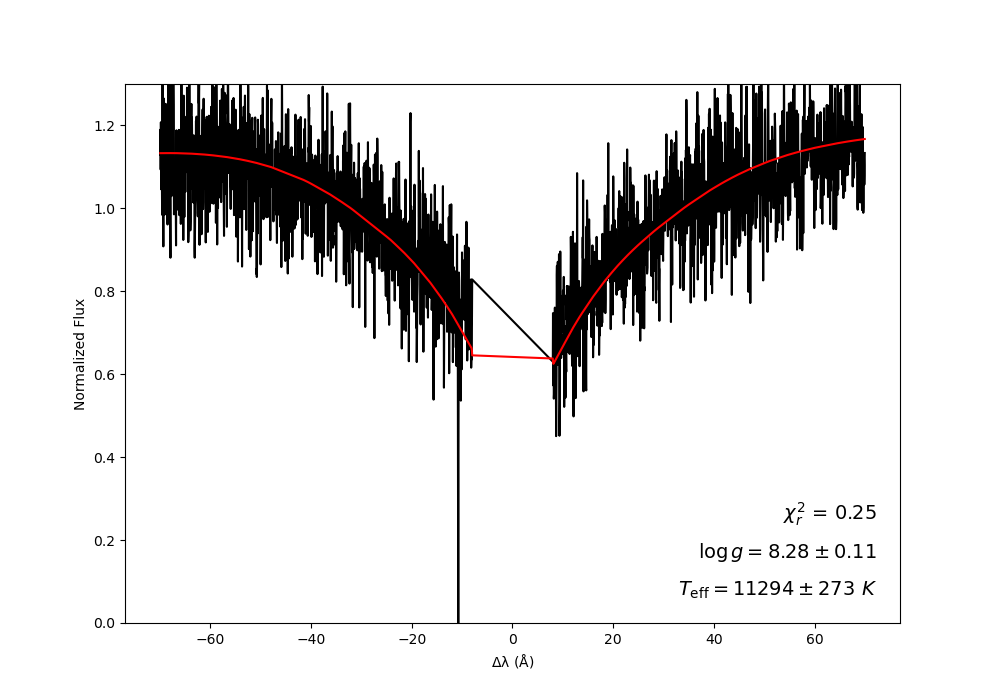 1.2
1.0
0.8
0.6
0.4
0.2
0.0
Normalized Flux
χ²ᵣ = 0.25
log g = 8.28 ± 0.11
T_eff = 11294 ± 273 K
−60 −40 −20 0 20 40 60
Δλ (Å)